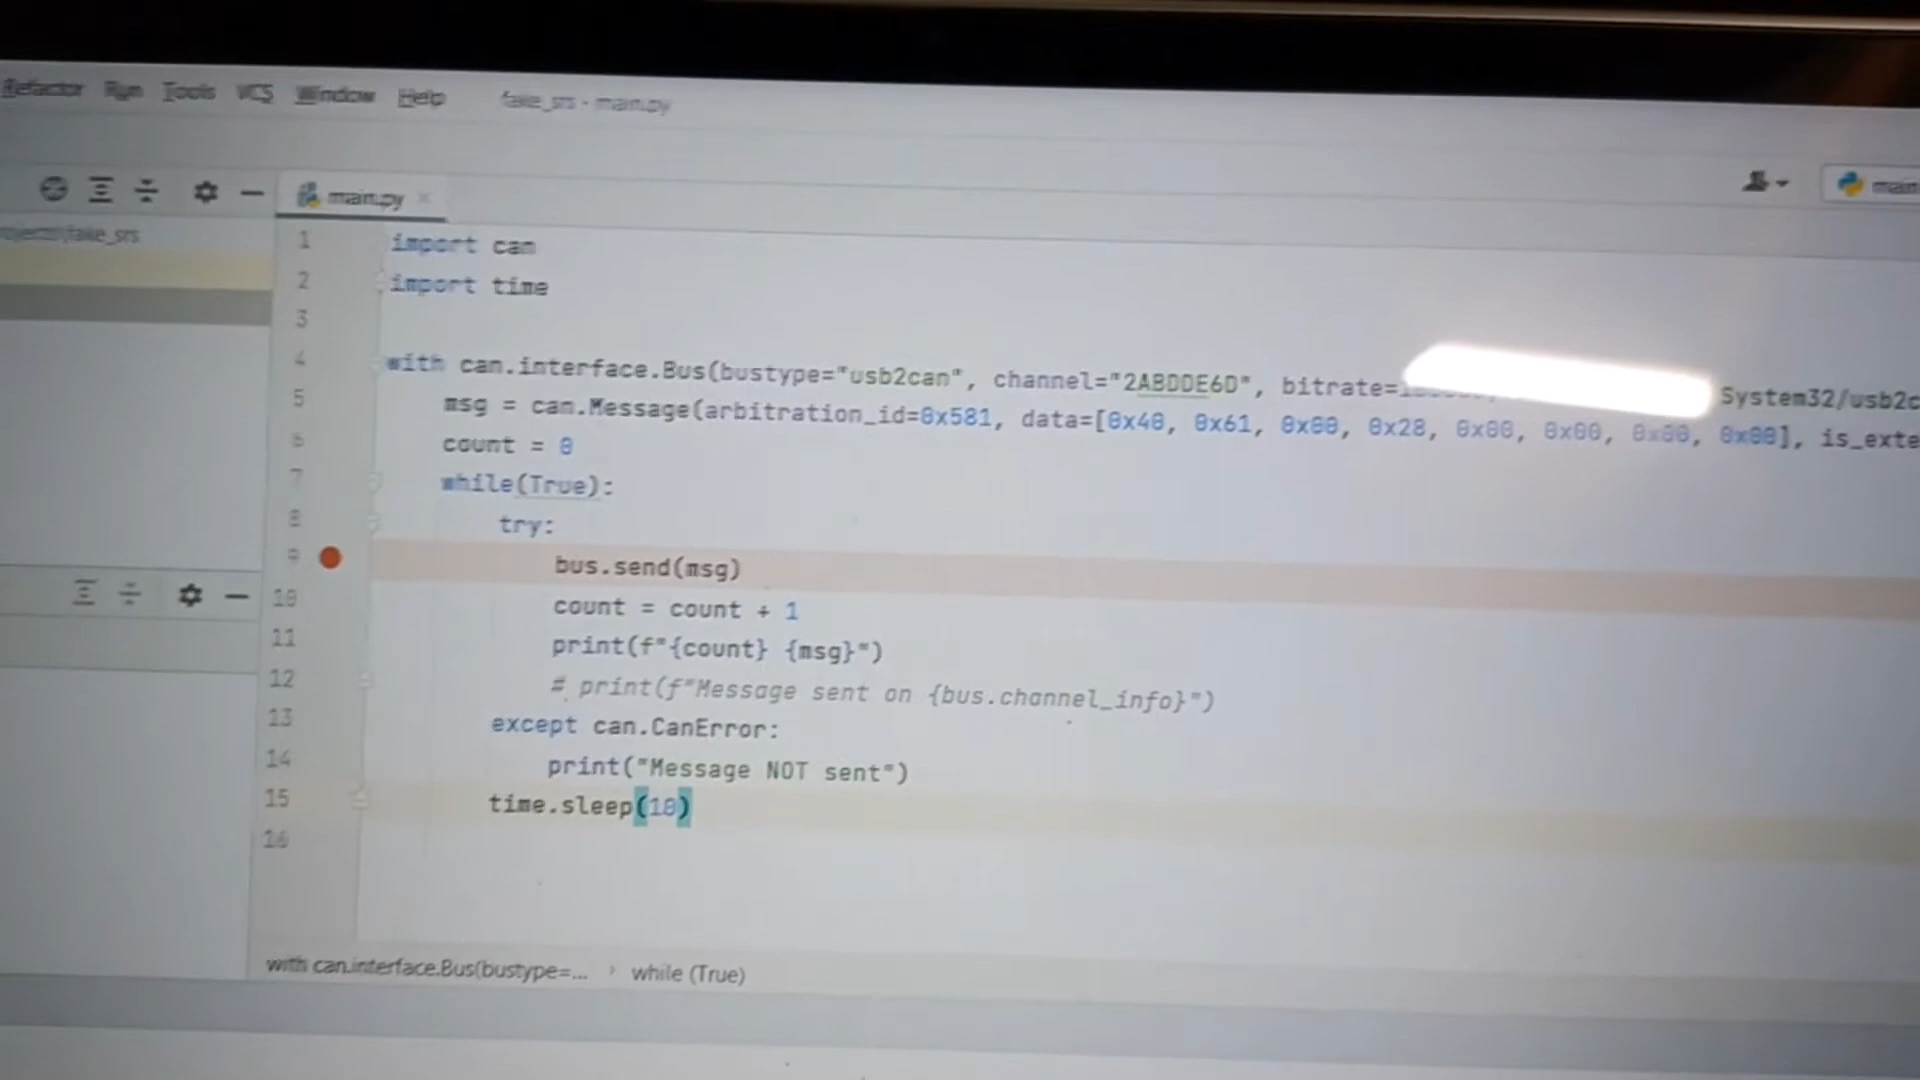 Refactor Run Tools VCS Window Help fake_srs - main.py
main
main.py
fake_srs
1 import can
2 import time
3
4 with can.interface.Bus(bustype="usb2can", channel="2ABDDE6D", bitrate= System32/usb2c
5 msg = can.Message(arbitration_id=0x581, data=[0x40, 0x61, 0x00, 0x28, 0x00, 0x00, 0x00, 0x00], is_exte
6 count = 0
7 while(True):
8 try:
9 bus.send(msg)
10 count = count + 1
11 print(f"{count} {msg}")
12 # print(f"Message sent on {bus.channel_info}")
13 except can.CanError:
14 print("Message NOT sent")
15 time.sleep(10)
16
with can.interface.Bus(bustype=... › while (True)